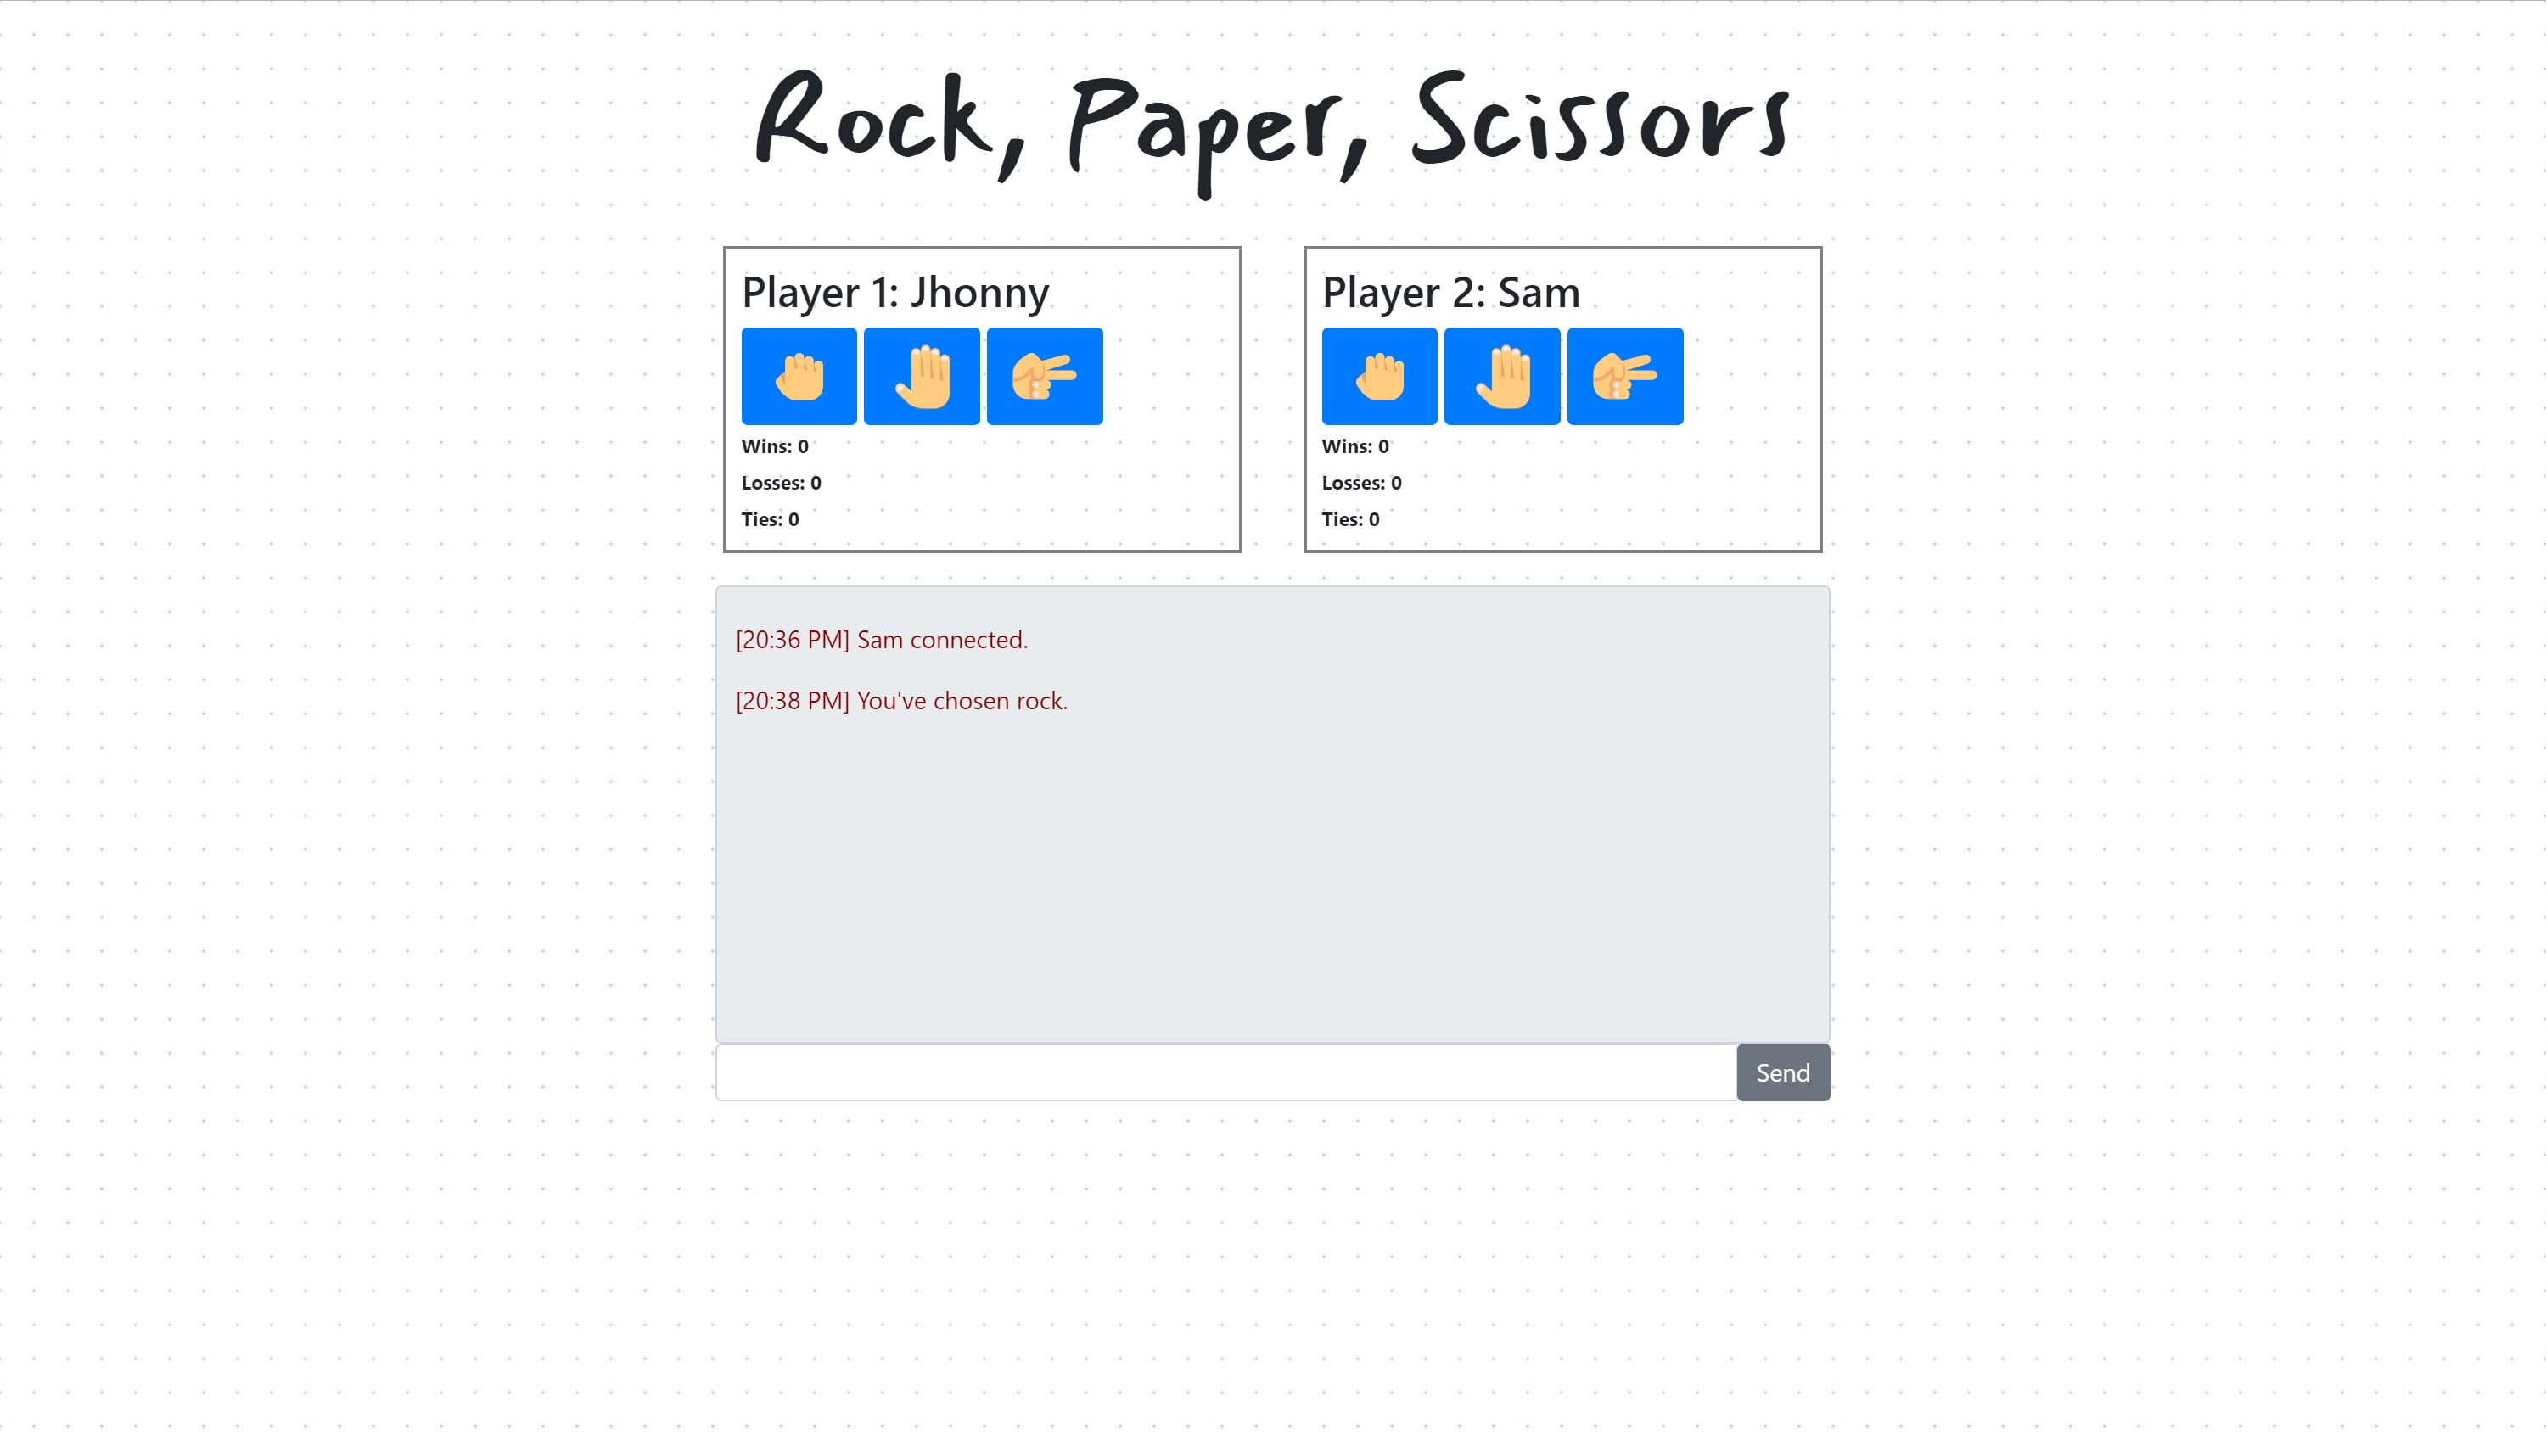 Rock, Paper, Scissors
Player 1: Jhonny
Wins: 0
Losses: 0
Ties: 0
Player 2: Sam
Wins: 0
Losses: 0
Ties: 0
[20:36 PM] Sam connected.
[20:38 PM] You've chosen rock.
Send